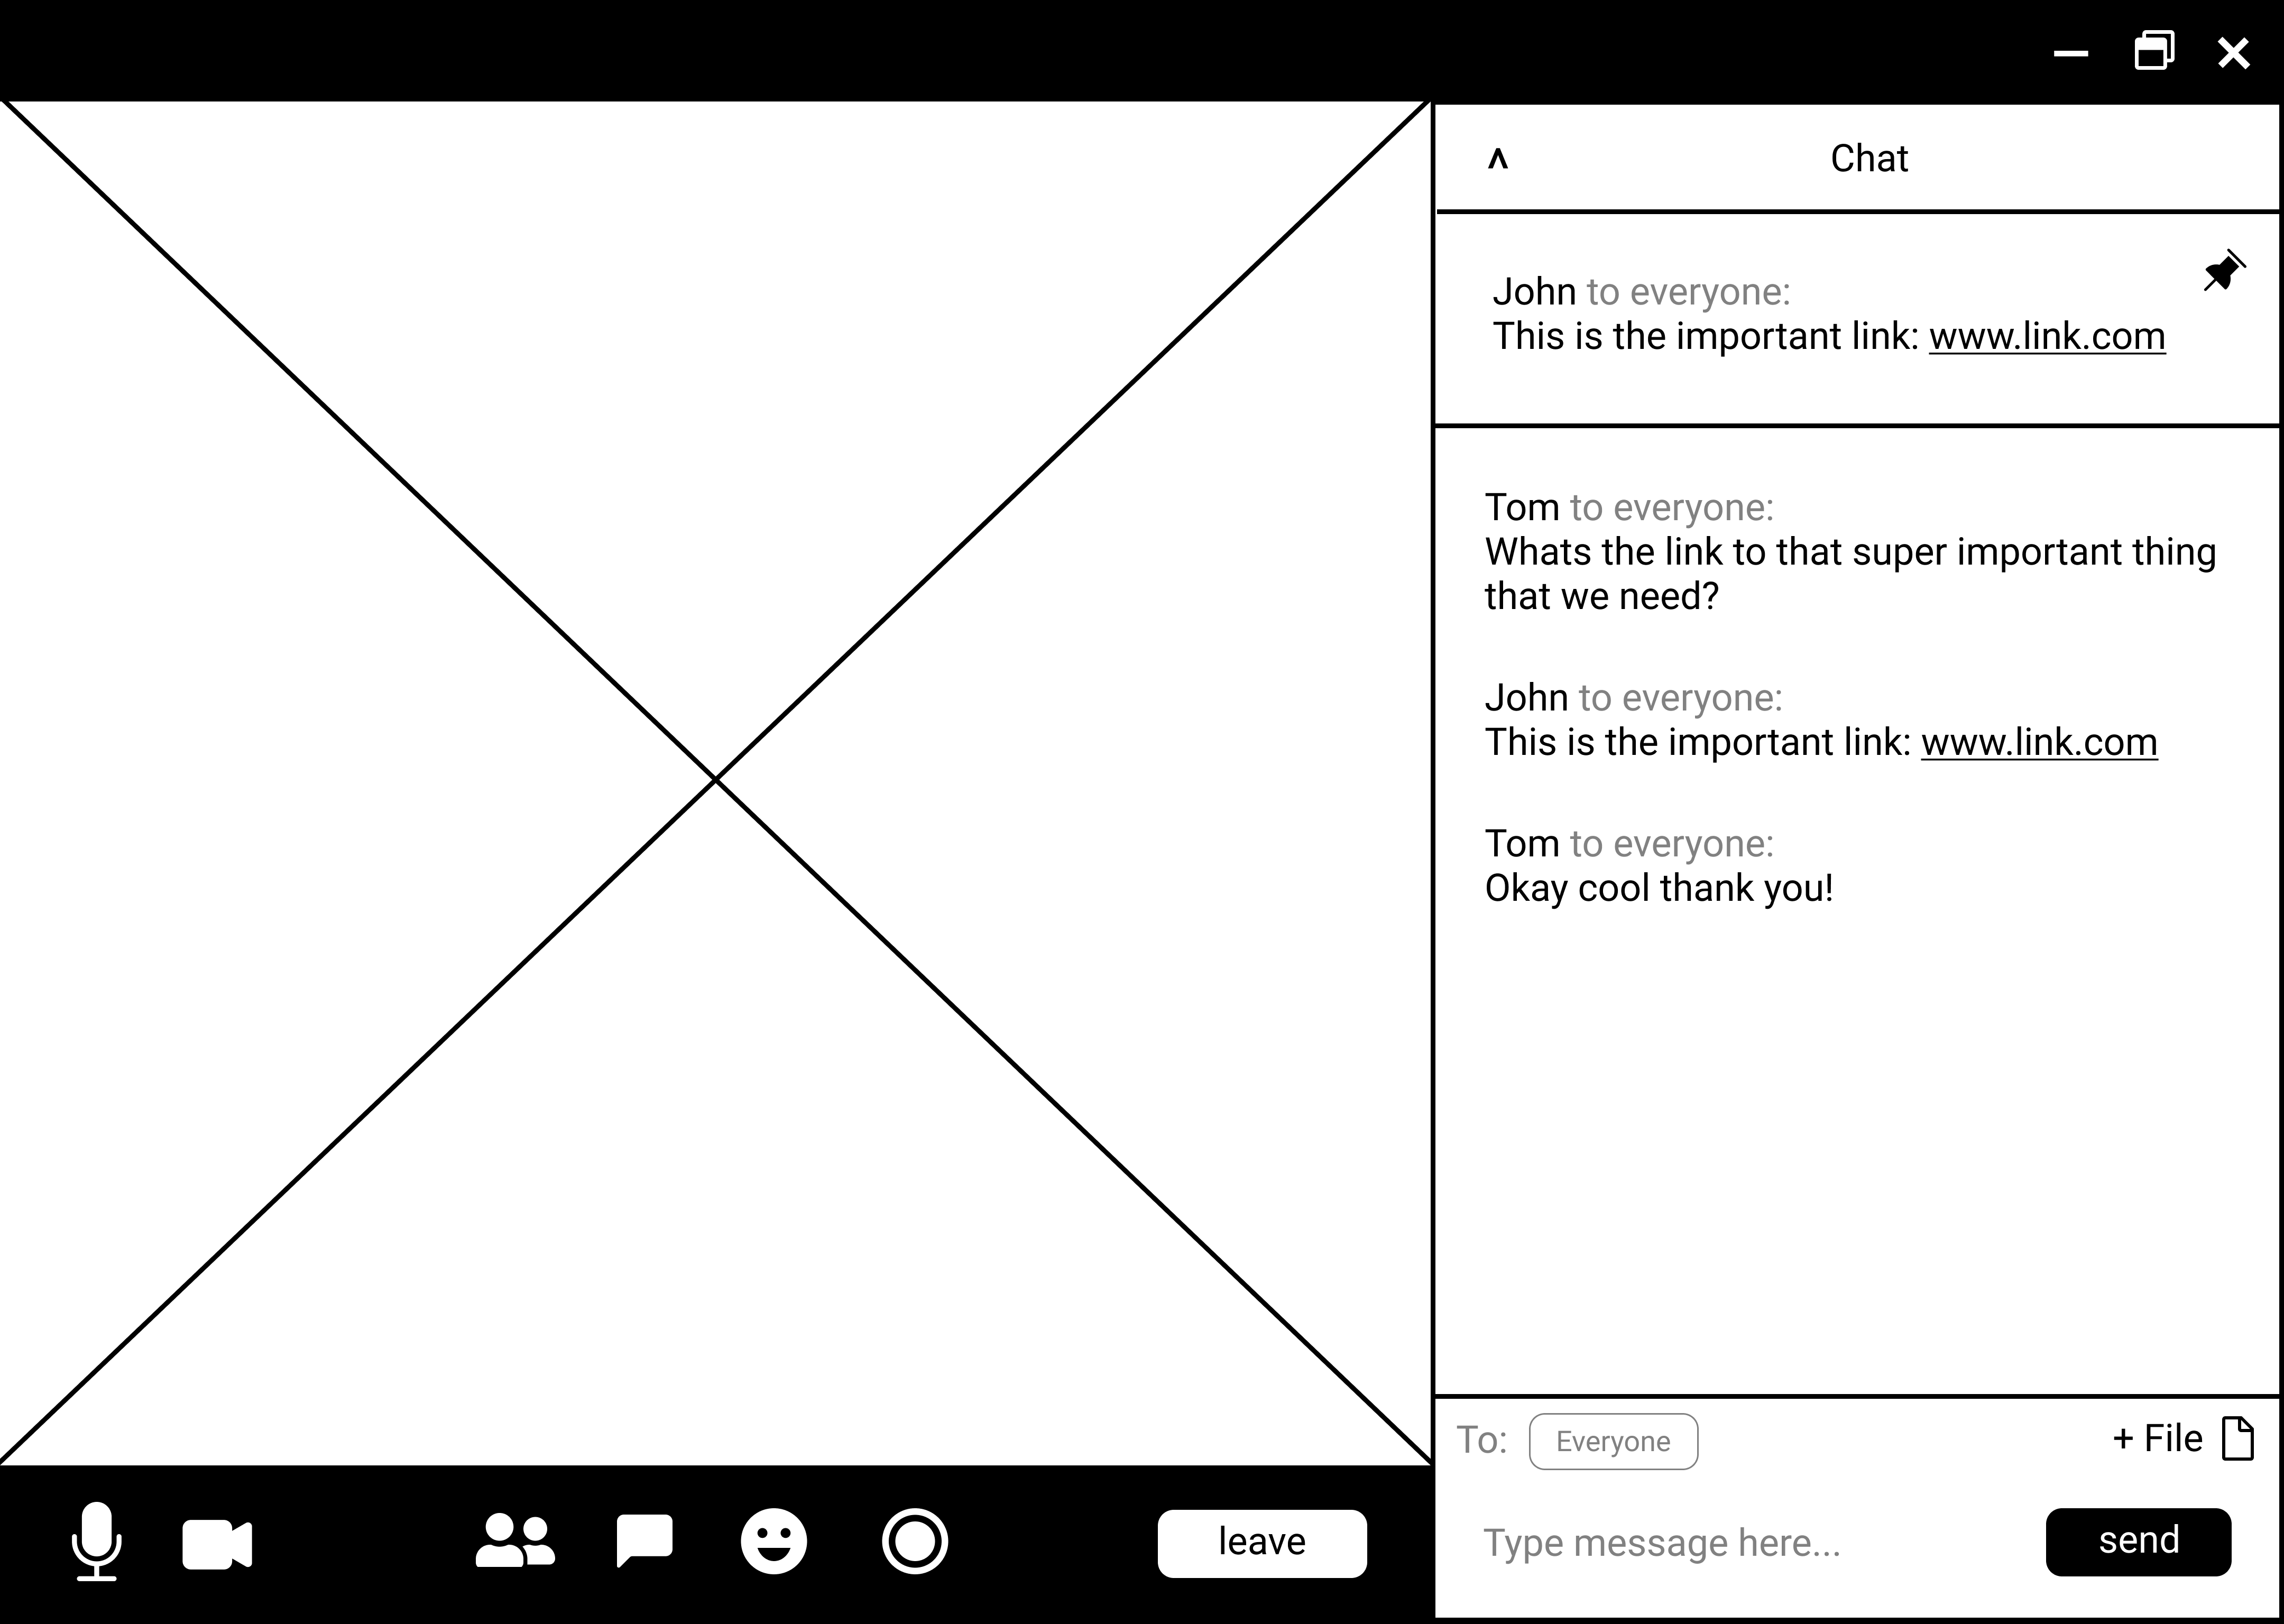 Chat
John to everyone:
This is the important link: www.link.com
Tom to everyone:
Whats the link to that super important thing
that we need?
John to everyone:
This is the important link: www.link.com
Tom to everyone:
Okay cool thank you!
To: Everyone
+ File
Type message here...
send
leave